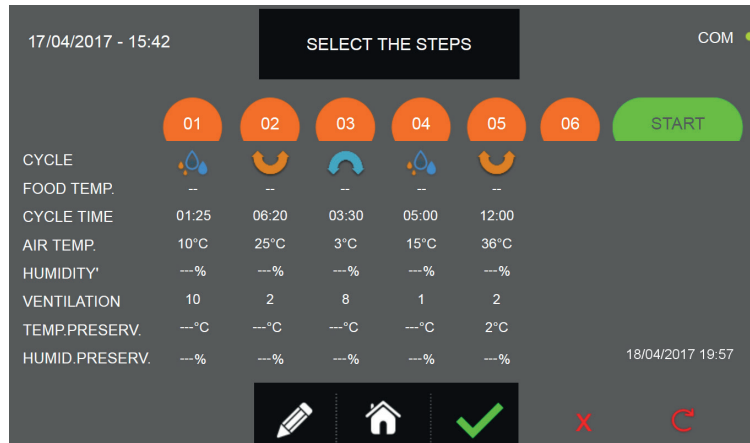 17/04/2017 - 15:42 SELECT THE STEPS COM
01 02 03 04 05 06 START
CYCLE
FOOD TEMP. -- -- -- -- --
CYCLE TIME 01:25 06:20 03:30 05:00 12:00
AIR TEMP. 10°C 25°C 3°C 15°C 36°C
HUMIDITY' ---% ---% ---% ---% ---%
VENTILATION 10 2 8 1 2
TEMP.PRESERV. ---°C ---°C ---°C ---°C 2°C
HUMID.PRESERV. ---% ---% ---% ---% ---% 18/04/2017 19:57
X